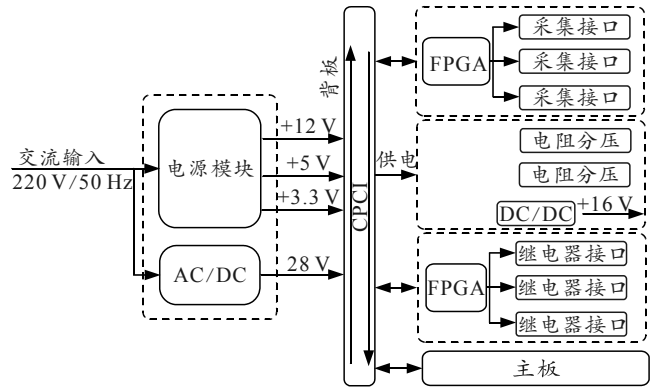 交流输入
220 V/50 Hz
电源模块
AC/DC
+12 V
+5 V
+3.3 V
28 V
背板
CPCI
供电
FPGA
采集接口
采集接口
采集接口
电阻分压
电阻分压
DC/DC
+16 V
FPGA
继电器接口
继电器接口
继电器接口
主板